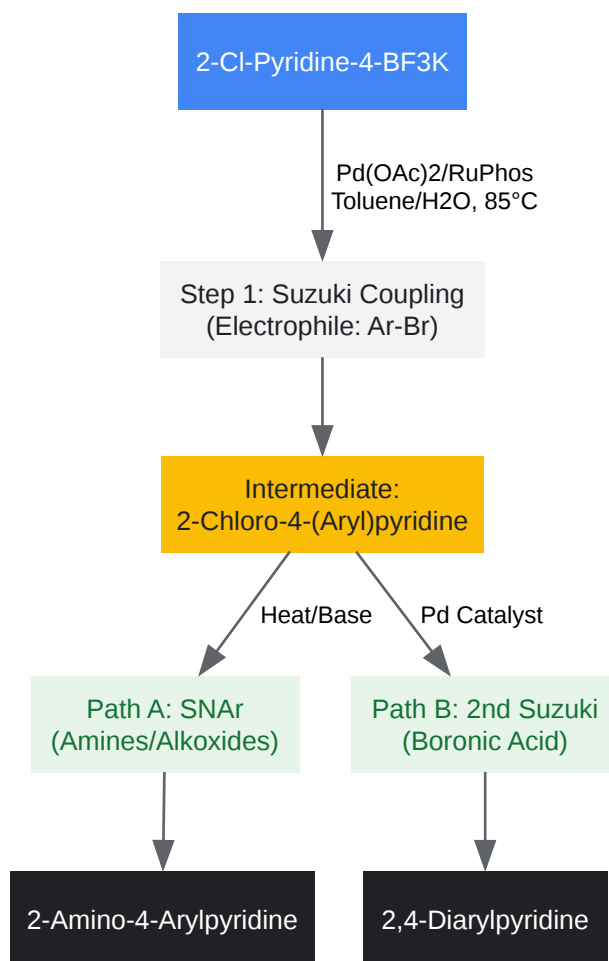 2-Cl-Pyridine-4-BF3K
Pd(OAc)2/RuPhos
Toluene/H2O, 85°C
Step 1: Suzuki Coupling
(Electrophile: Ar-Br)
Intermediate:
2-Chloro-4-(Aryl)pyridine
Heat/Base
Pd Catalyst
Path A: SNAr
(Amines/Alkoxides)
Path B: 2nd Suzuki
(Boronic Acid)
2-Amino-4-Arylpyridine
2,4-Diarylpyridine